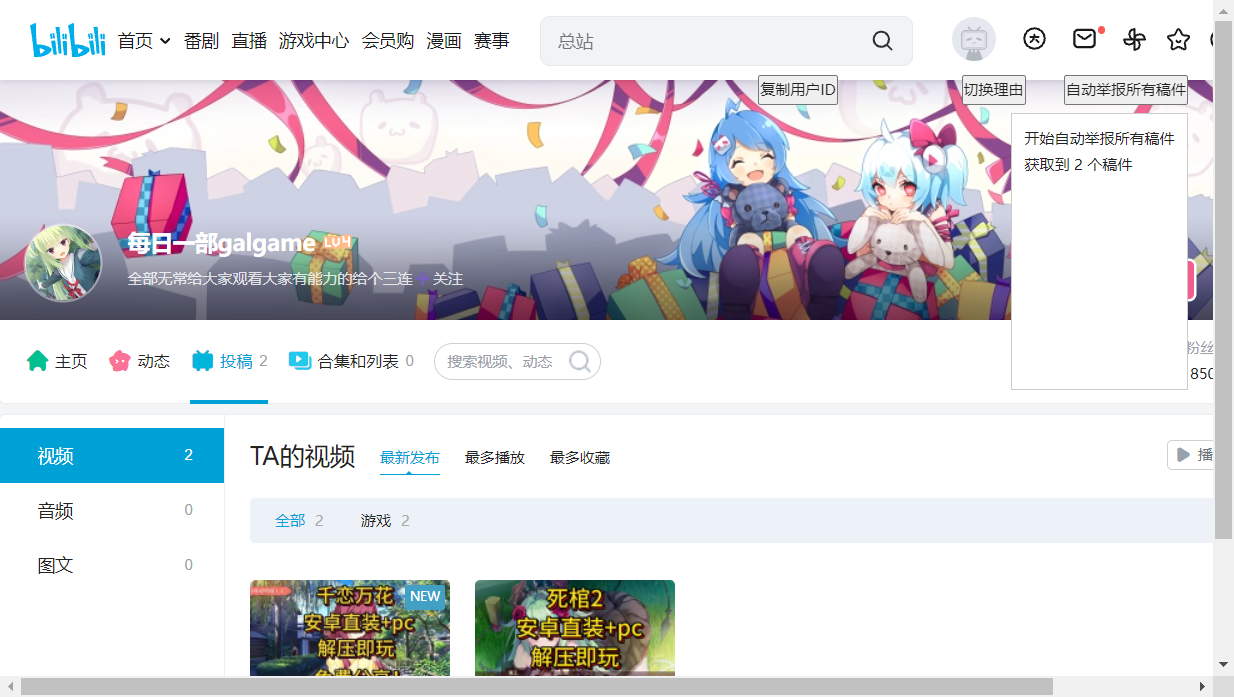 bilibili 首页 番剧 直播 游戏中心 会员购 漫画 赛事 总站
复制用户ID 切换理由 自动举报所有稿件
开始自动举报所有稿件
获取到 2 个稿件
每日一部galgame LV4
全部无常给大家观看大家有能力的给个三连 关注
主页 动态 投稿 2 合集和列表 0 搜索视频、动态
粉丝
850
视频 2
音频 0
图文 0
TA的视频 最新发布 最多播放 最多收藏 播
全部 2 游戏 2
NEW
千恋万花
安卓直装+pc
解压即玩
死棺2
安卓直装+pc
解压即玩